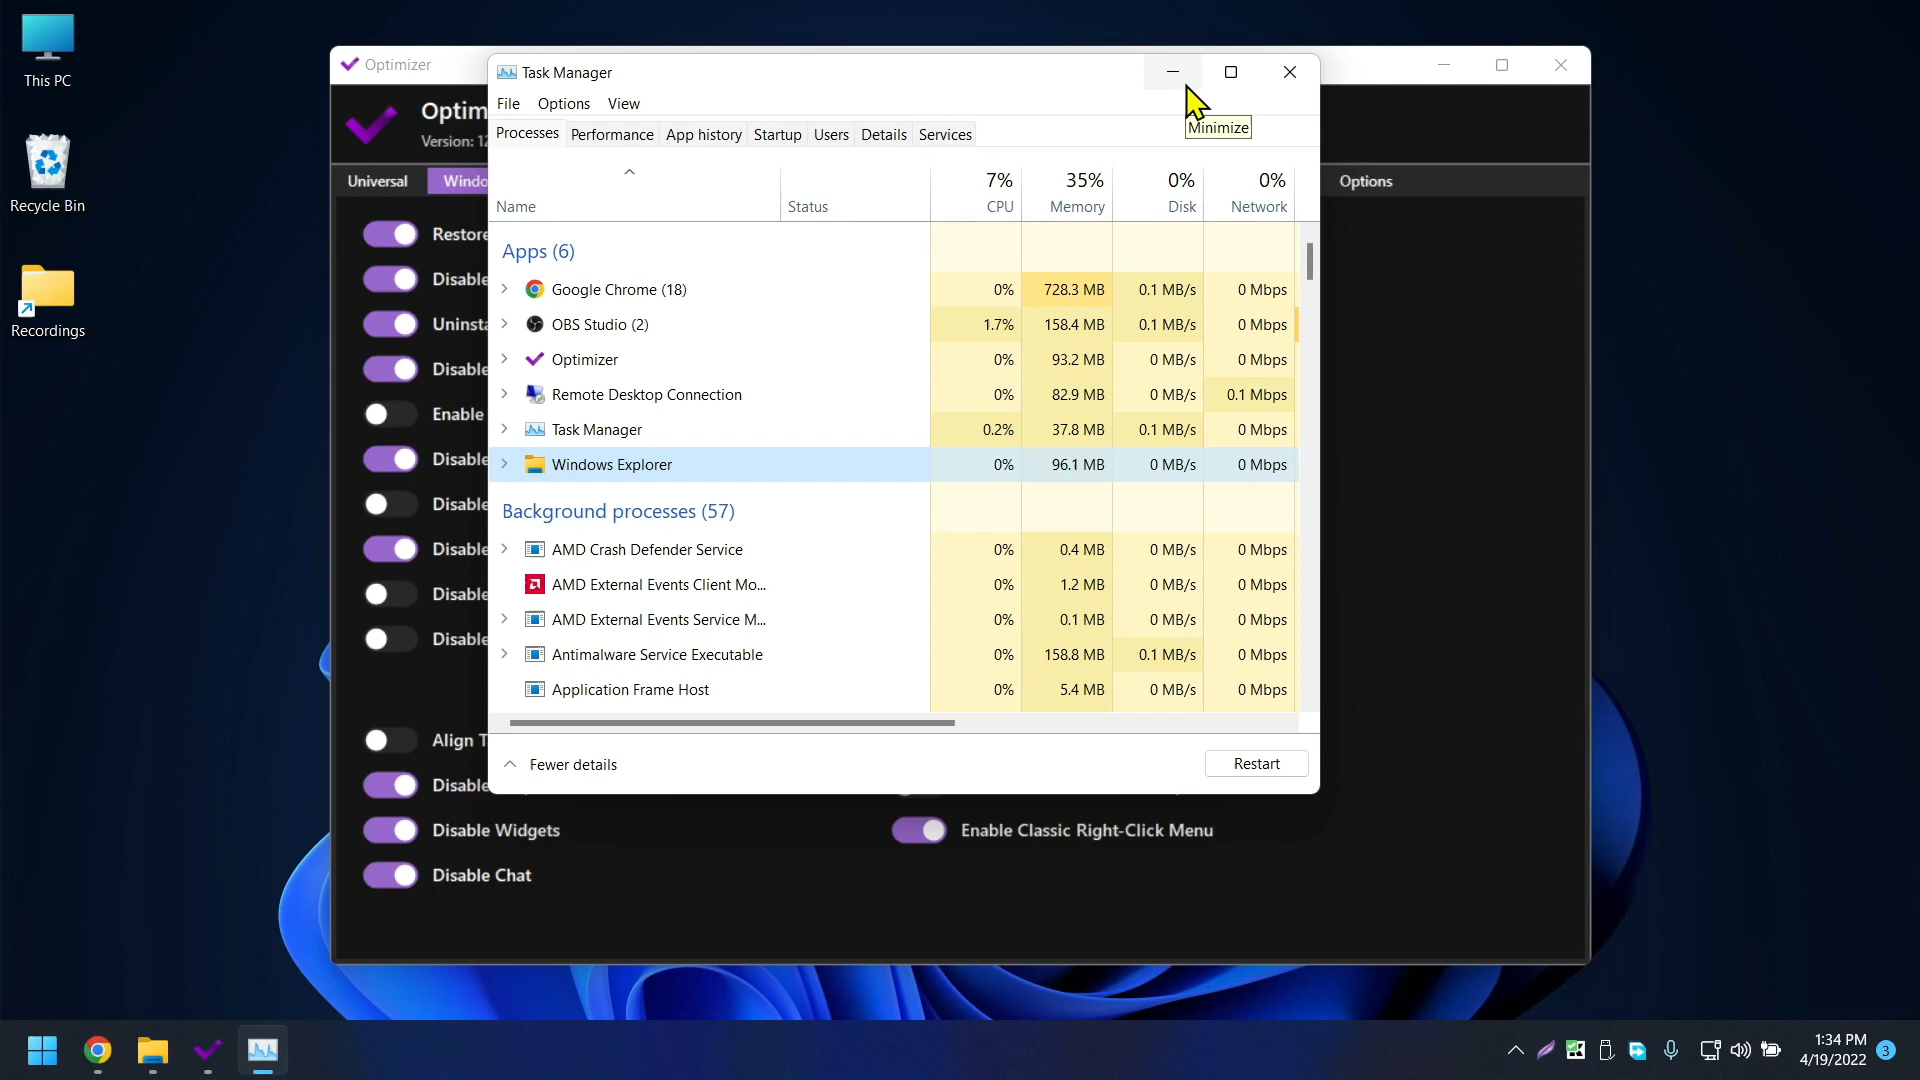 This PC
Recycle Bin
Recordings
Optimizer
Optim
Version: 12
Universal
Windo
Options
Restore
Disable
Uninsta
Disable
Enable
Disable
Disable
Disable
Disable
Disable
Align T
Disable
Disable Widgets
Enable Classic Right-Click Menu
Disable Chat
Task Manager
Minimize
File Options View
Processes Performance App history Startup Users Details Services
7% 35% 0% 0%
Name Status CPU Memory Disk Network
Apps (6)
Google Chrome (18) 0% 728.3 MB 0.1 MB/s 0 Mbps
OBS Studio (2) 1.7% 158.4 MB 0.1 MB/s 0 Mbps
Optimizer 0% 93.2 MB 0 MB/s 0 Mbps
Remote Desktop Connection 0% 82.9 MB 0 MB/s 0.1 Mbps
Task Manager 0.2% 37.8 MB 0.1 MB/s 0 Mbps
Windows Explorer 0% 96.1 MB 0 MB/s 0 Mbps
Background processes (57)
AMD Crash Defender Service 0% 0.4 MB 0 MB/s 0 Mbps
AMD External Events Client Mo... 0% 1.2 MB 0 MB/s 0 Mbps
AMD External Events Service M... 0% 0.1 MB 0 MB/s 0 Mbps
Antimalware Service Executable 0% 158.8 MB 0.1 MB/s 0 Mbps
Application Frame Host 0% 5.4 MB 0 MB/s 0 Mbps
Fewer details
Restart
1:34 PM
4/19/2022
3